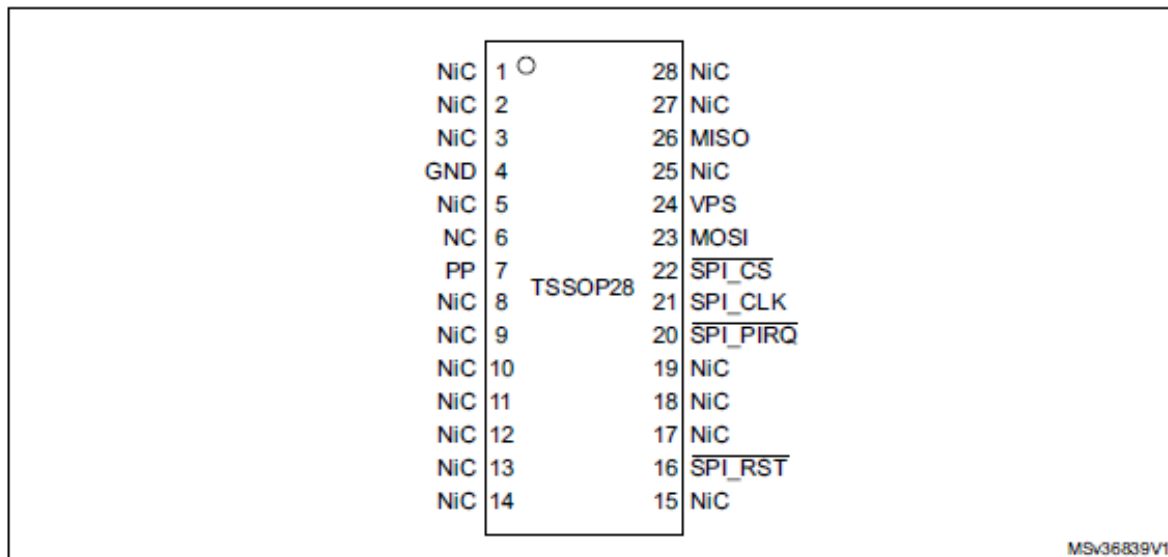 NiC 1 28 NiC
NiC 2 27 NiC
NiC 3 26 MISO
GND 4 25 NiC
NiC 5 24 VPS
NC 6 23 MOSI
PP 7 22 SPI_CS
TSSOP28
NiC 8 21 SPI_CLK
NiC 9 20 SPI_PIRQ
NiC 10 19 NiC
NiC 11 18 NiC
NiC 12 17 NiC
NiC 13 16 SPI_RST
NiC 14 15 NiC
MSv36839V1